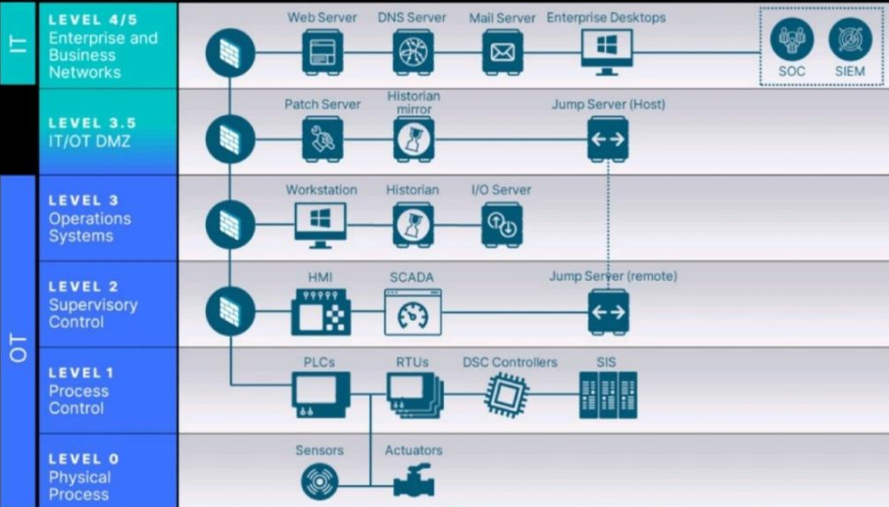 IT
LEVEL 4/5
Enterprise and
Business
Networks
Web Server
DNS Server
Mail Server
Enterprise Desktops
SOC
SIEM
LEVEL 3.5
IT/OT DMZ
Patch Server
Historian
mirror
Jump Server (Host)
OT
LEVEL 3
Operations
Systems
Workstation
Historian
I/O Server
LEVEL 2
Supervisory
Control
HMI
SCADA
Jump Server (remote)
LEVEL 1
Process
Control
PLCs
RTUs
DSC Controllers
SIS
LEVEL 0
Physical
Process
Sensors
Actuators